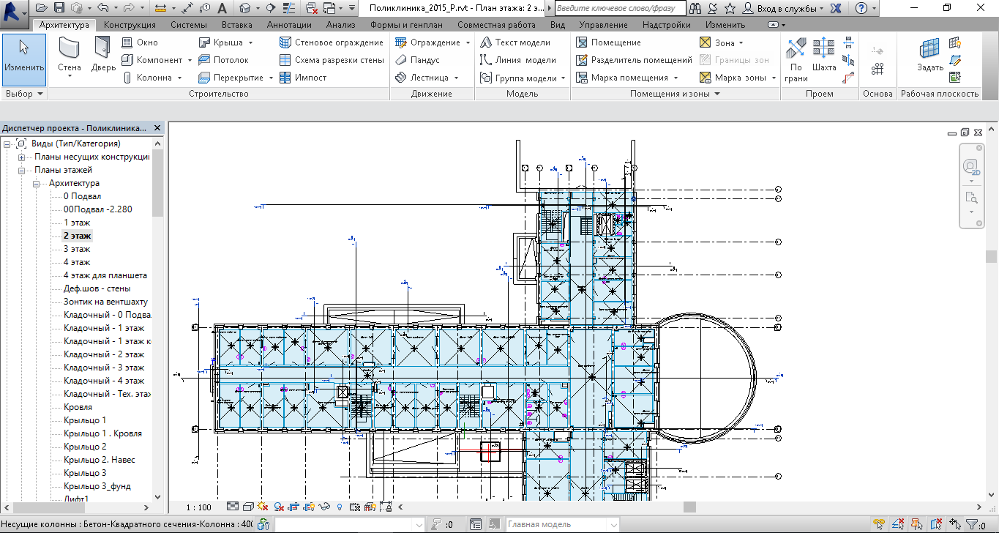 Поликлиника_2015_P.rvt - План этажа: 2 э...
Введите ключевое слово/фразу
Вход в службы
Архитектура Конструкция Системы Вставка Аннотации Анализ Формы и генплан Совместная работа Вид Управление Надстройки Изменить
Изменить
Стена
Дверь
Окно
Компонент
Колонна
Крыша
Потолок
Перекрытие
Стеновое ограждение
Схема разрезки стены
Импост
Ограждение
Пандус
Лестница
Текст модели
Линия модели
Группа модели
Помещение
Разделитель помещений
Марка помещения
Зона
Границы зон
Марка зоны
По
грани
Шахта
Задать
Выбор Строительство Движение Модель Помещения и зоны Проем Основа Рабочая плоскость
Диспетчер проекта - Поликлиника...
Виды (Тип/Категория)
Планы несущих конструкци
Планы этажей
Архитектура
0 Подвал
00Подвал -2.280
1 этаж
2 этаж
3 этаж
4 этаж
4 этаж для планшета
Деф.шов - стены
Зонтик на вентшахту
Кладочный - 0 Подва
Кладочный - 1 этаж
Кладочный - 1 этаж к
Кладочный - 2 этаж
Кладочный - 3 этаж
Кладочный - 4 этаж
Кладочный - Тех. этаж
Кровля
Крыльцо 1
Крыльцо 1 . Кровля
Крыльцо 2
Крыльцо 2. Навес
Крыльцо 3
Крыльцо 3_фунд
Лифт1
2D
1 : 100
Несущие колонны : Бетон-Квадратного сечения-Колонна : 400
:0
Главная модель
:0